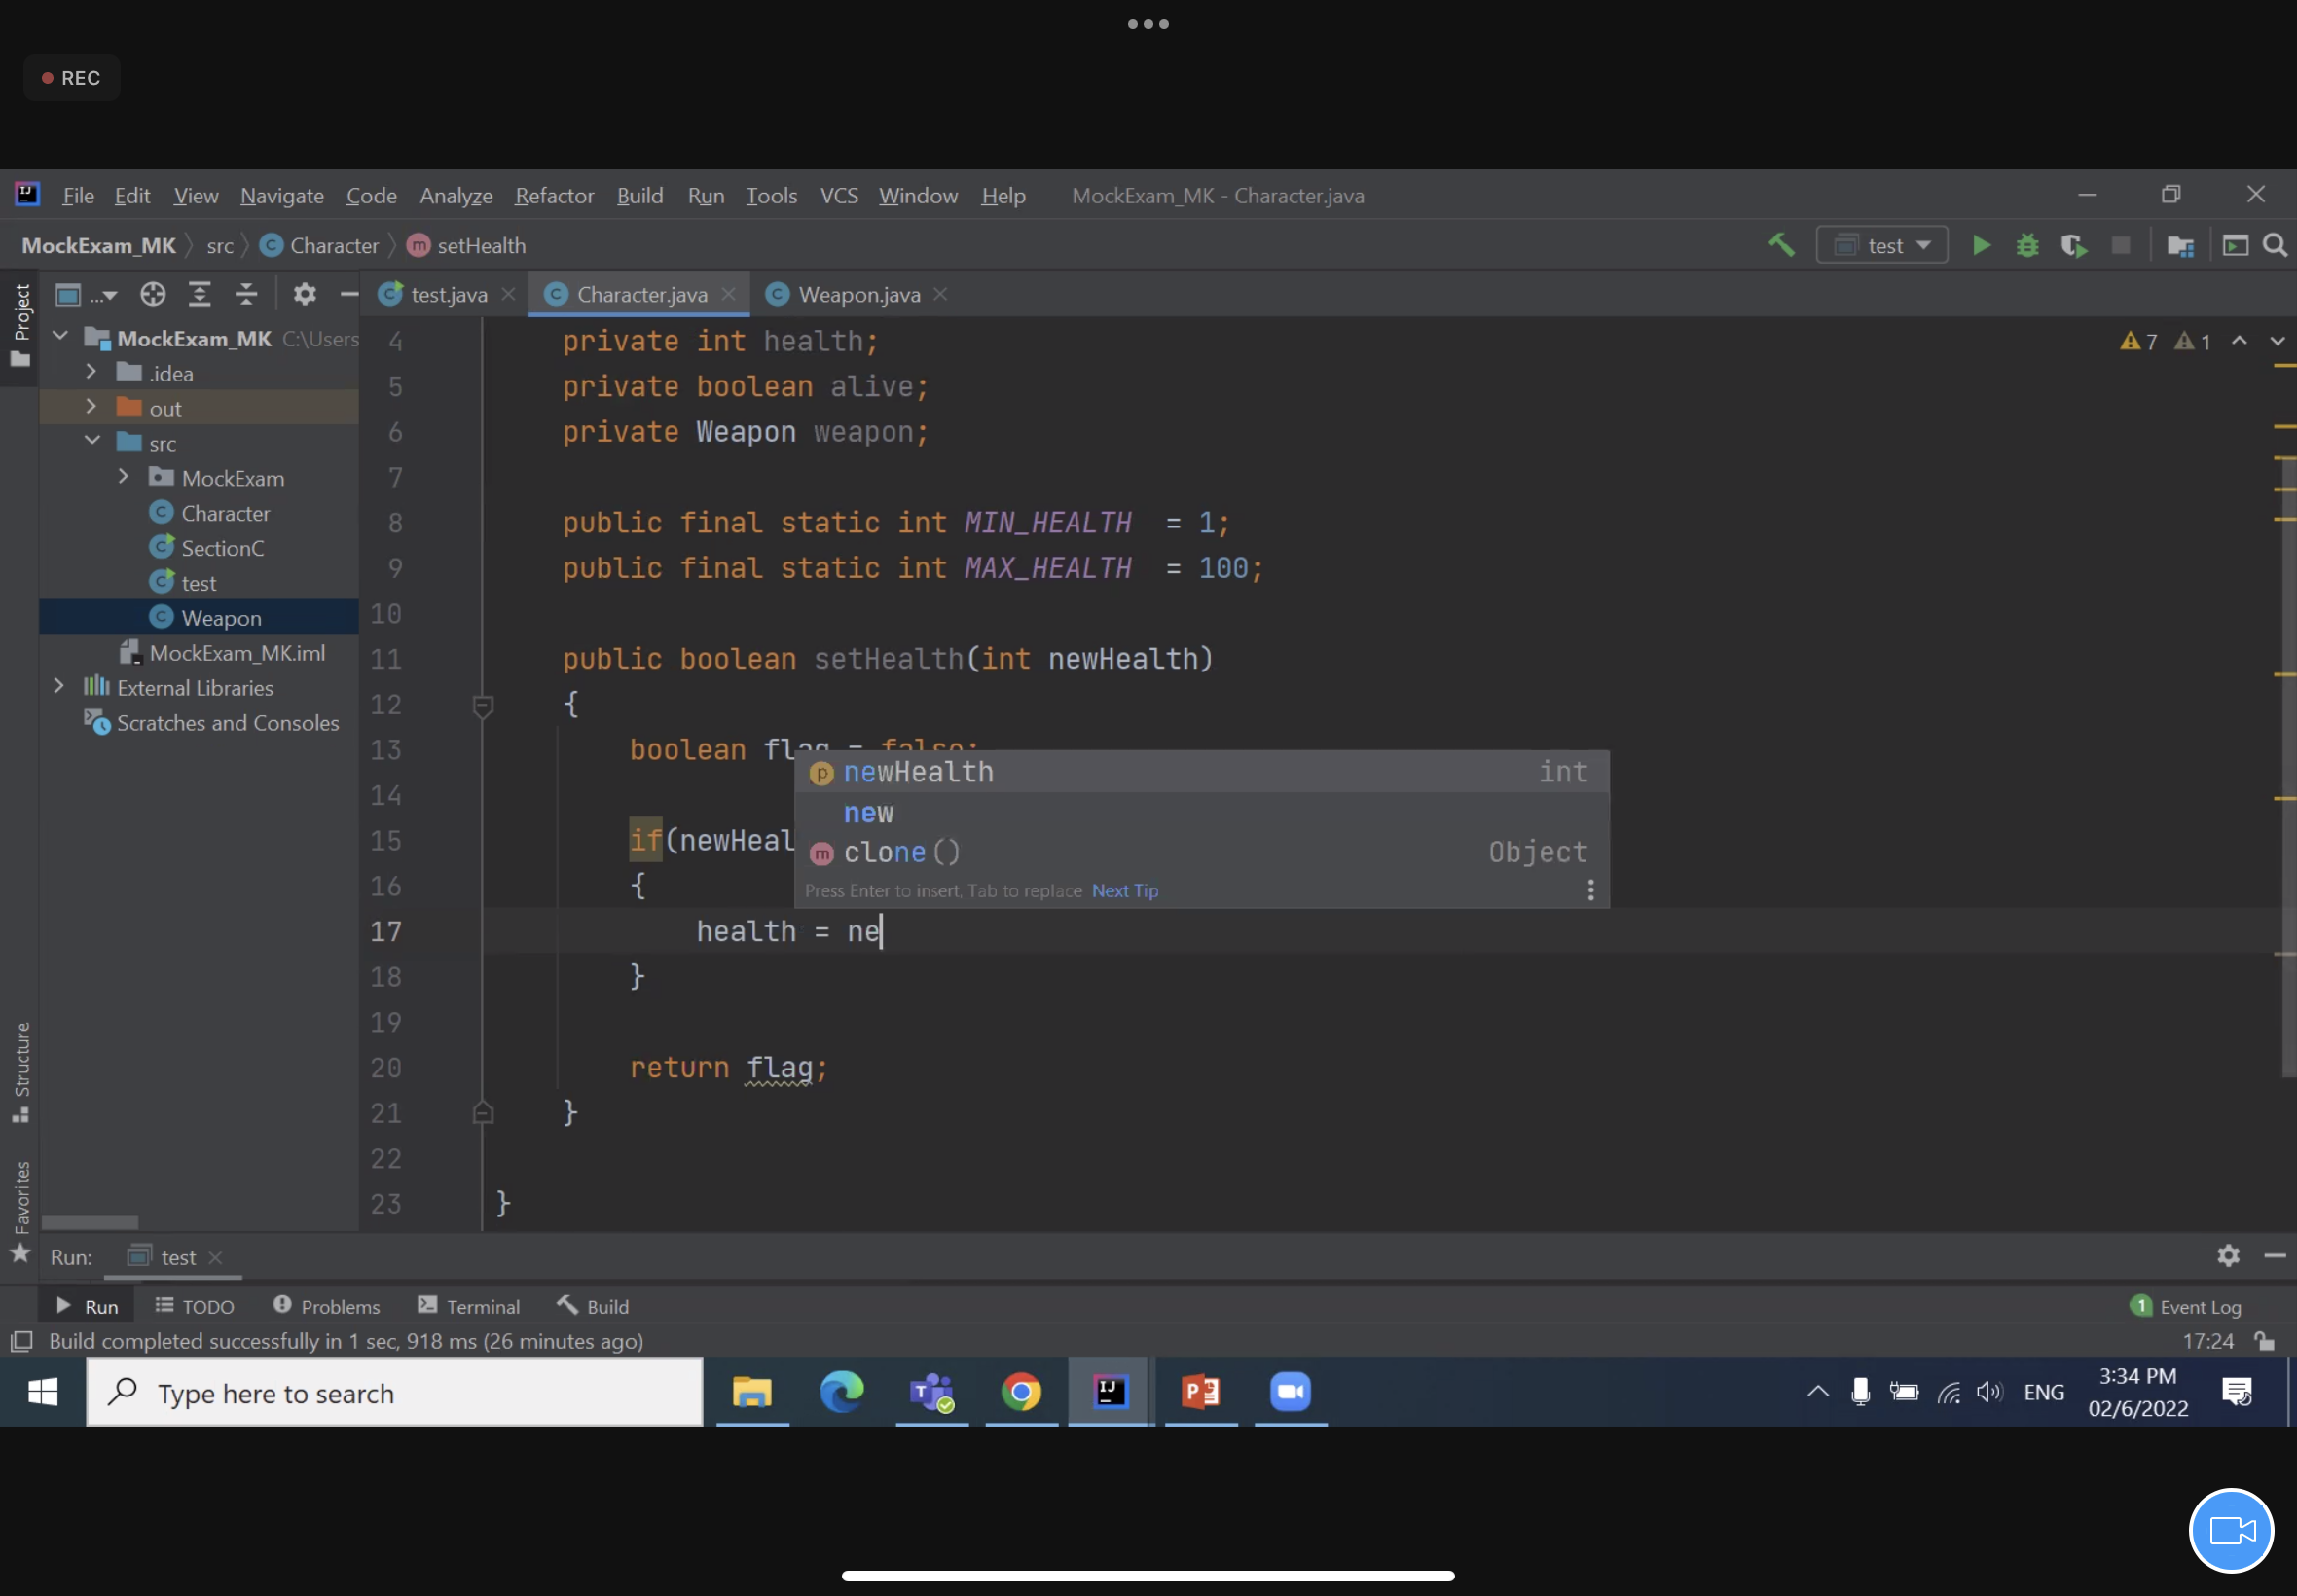 REC
File Edit View Navigate Code Analyze Refactor Build Run Tools VCS Window Help MockExam_MK - Character.java
MockExam_MK src Character setHealth
test
Project
...
test.java Character.java Weapon.java
MockExam_MK C:\Users
.idea
out
src
MockExam
Character
SectionC
test
Weapon
MockExam_MK.iml
External Libraries
Scratches and Consoles
7 1
4 private int health;
5 private boolean alive;
6 private Weapon weapon;
7
8 public final static int MIN_HEALTH = 1;
9 public final static int MAX_HEALTH = 100;
10
11 public boolean setHealth(int newHealth)
12 {
13 boolean flag = false;
newHealth int
14
new
15 if(newHeal
clone() Object
16 {
Press Enter to insert, Tab to replace Next Tip
17 health = ne
18 }
19
20 return flag;
21 }
22
23 }
Structure
Favorites
Run: test
Run TODO Problems Terminal Build 1 Event Log
Build completed successfully in 1 sec, 918 ms (26 minutes ago) 17:24
Type here to search
ENG
3:34 PM
02/6/2022